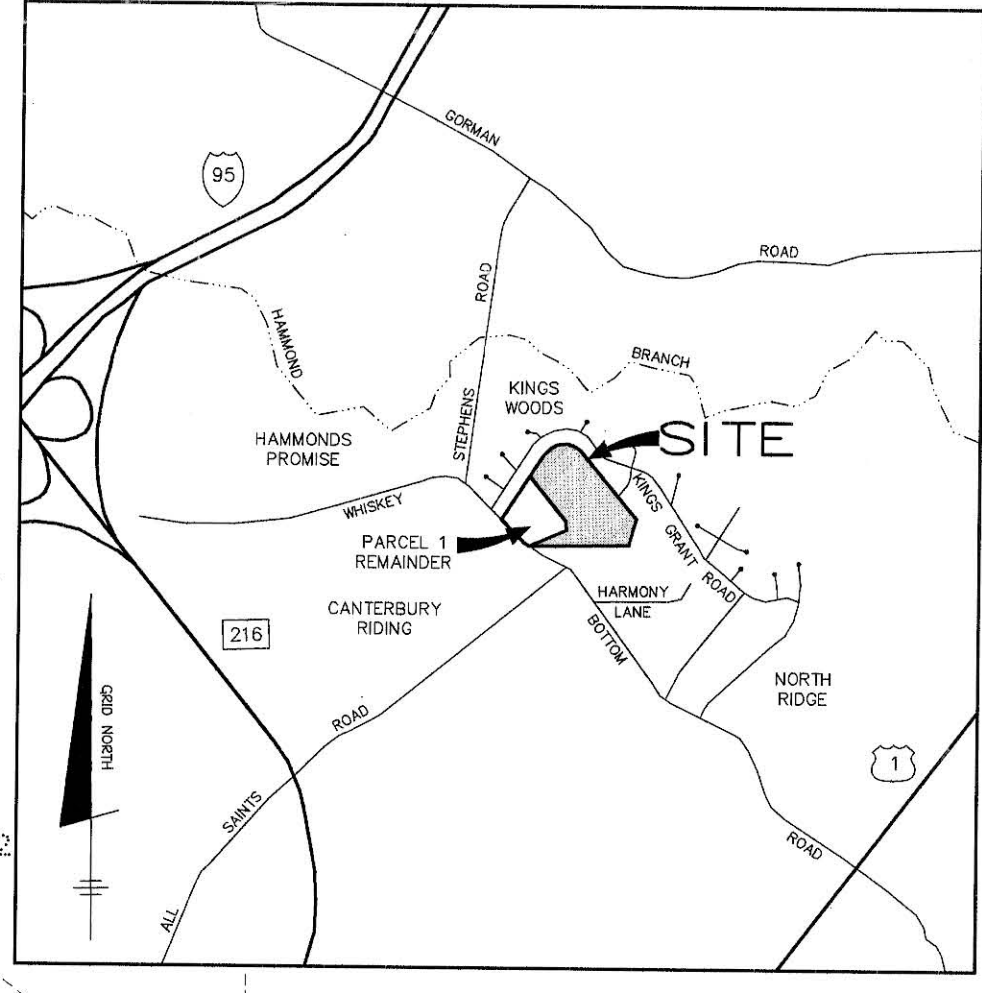 GORMAN
95
ROAD
ROAD
HAMMOND
BRANCH
KINGS
WOODS
STEPHENS
SITE
HAMMONDS
PROMISE
KINGS GRANT ROAD
WHISKEY
PARCEL 1
REMAINDER
HARMONY
LANE
CANTERBURY
RIDING
BOTTOM
216
NORTH
RIDGE
GRID NORTH
ROAD
1
SAINTS
ROAD
ALL